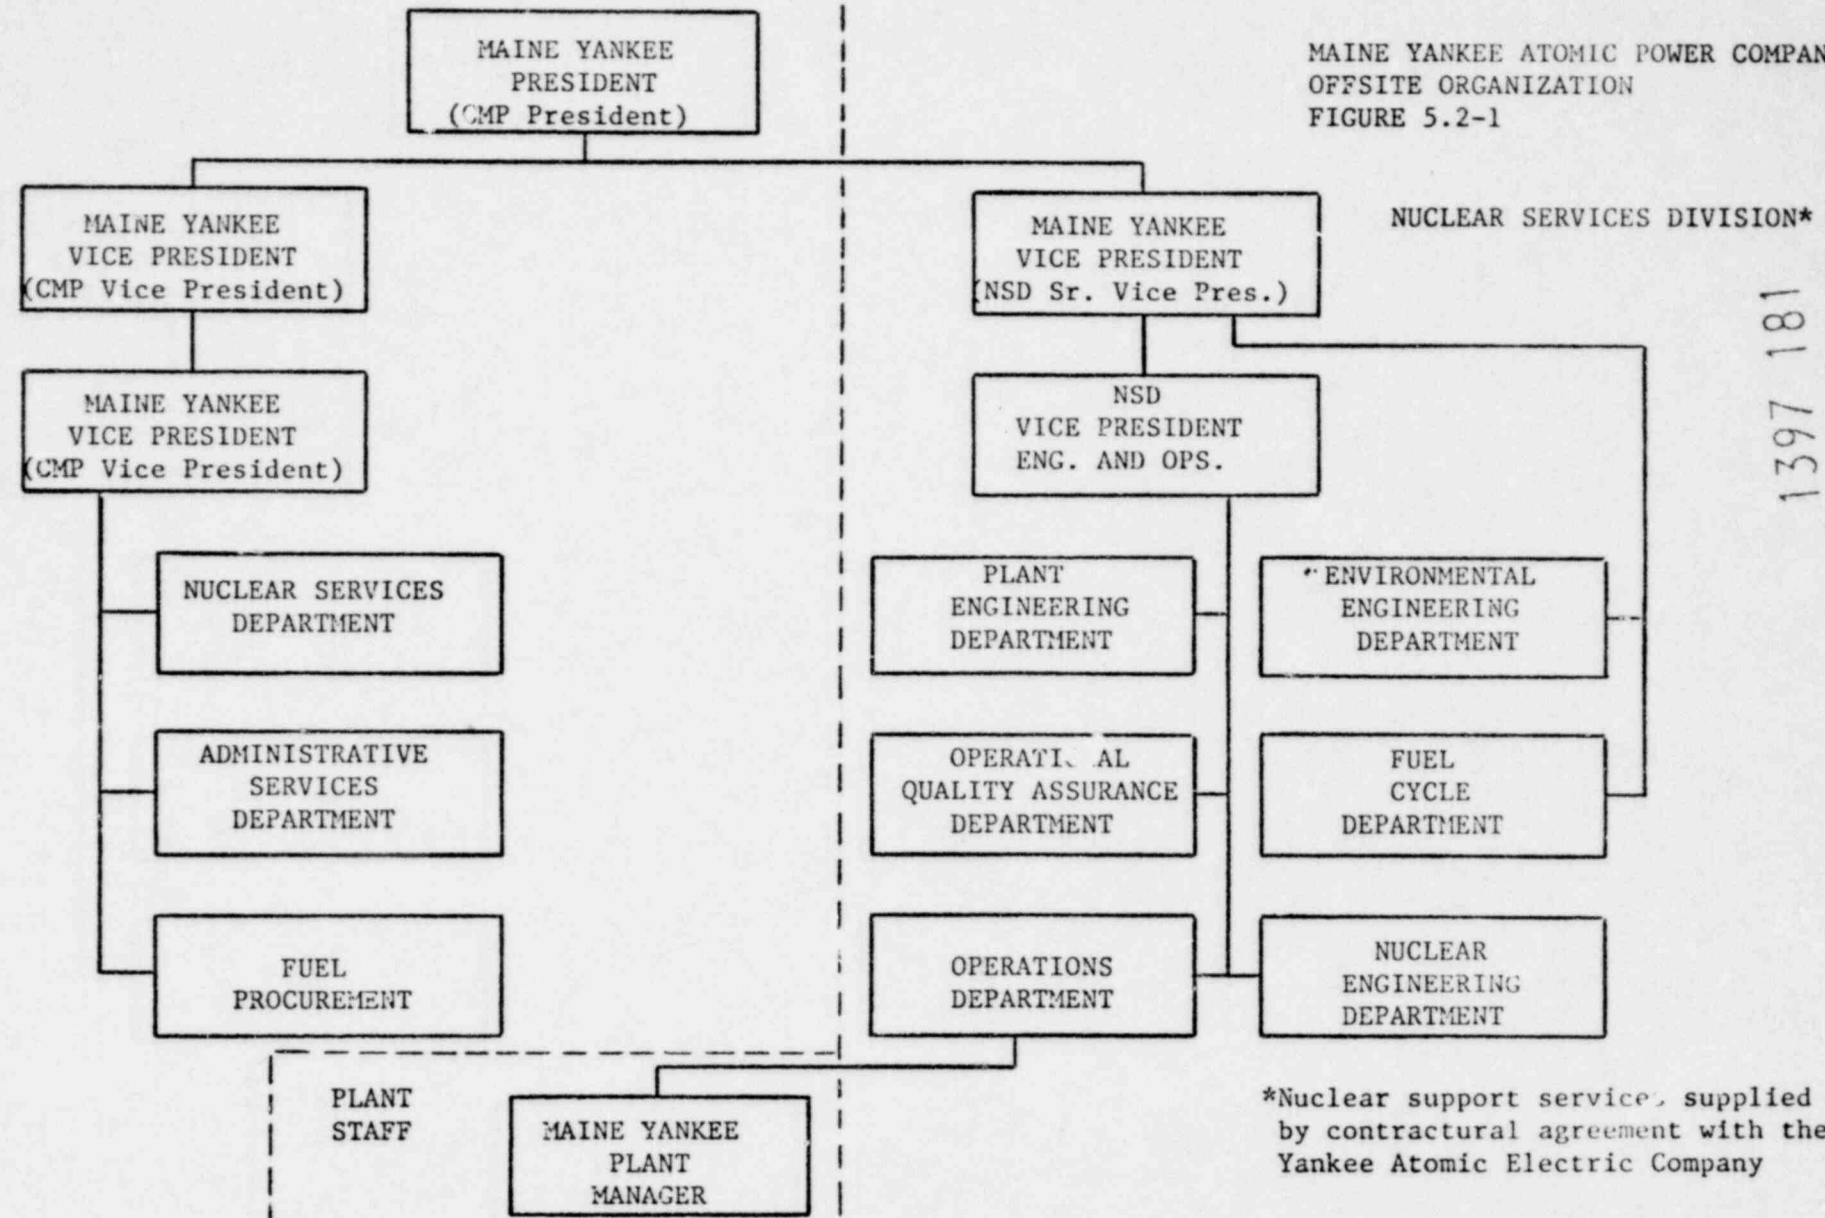 MAINE YANKEE
PRESIDENT
(CMP President)
MAINE YANKEE ATOMIC POWER COMPAN
OFFSITE ORGANIZATION
FIGURE 5.2-1
MAINE YANKEE
VICE PRESIDENT
(CMP Vice President)
MAINE YANKEE
VICE PRESIDENT
(NSD Sr. Vice Pres.)
NUCLEAR SERVICES DIVISION*
1397 181
MAINE YANKEE
VICE PRESIDENT
(CMP Vice President)
NSD
VICE PRESIDENT
ENG. AND OPS.
NUCLEAR SERVICES
DEPARTMENT
PLANT
ENGINEERING
DEPARTMENT
ENVIRONMENTAL
ENGINEERING
DEPARTMENT
ADMINISTRATIVE
SERVICES
DEPARTMENT
OPERATI AL
QUALITY ASSURANCE
DEPARTMENT
FUEL
CYCLE
DEPARTMENT
FUEL
PROCUREMENT
OPERATIONS
DEPARTMENT
NUCLEAR
ENGINEERING
DEPARTMENT
PLANT
STAFF
MAINE YANKEE
PLANT
MANAGER
*Nuclear support service, supplied
by contractural agreement with the
Yankee Atomic Electric Company